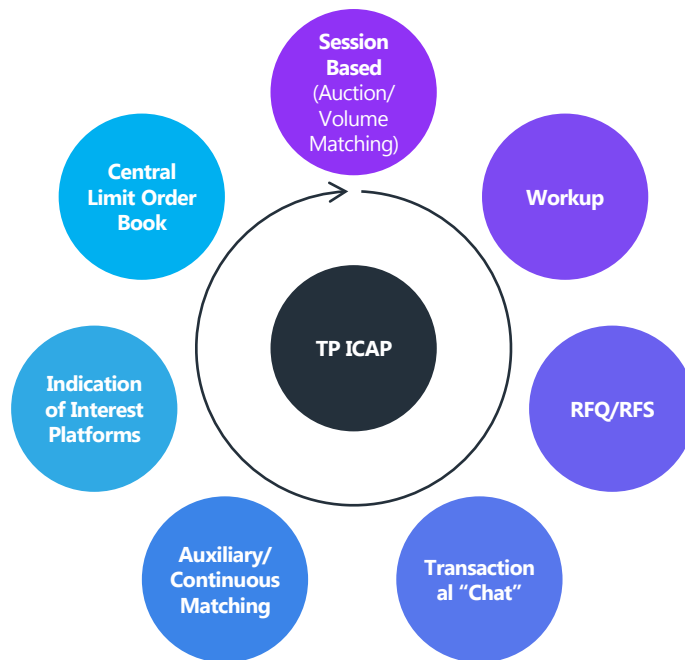 Session
Based
(Auction/
Volume
Matching)
Central
Limit Order
Book
Workup
TP ICAP
Indication
of Interest
Platforms
RFQ/RFS
Auxiliary/
Continuous
Matching
Transaction
al “Chat”